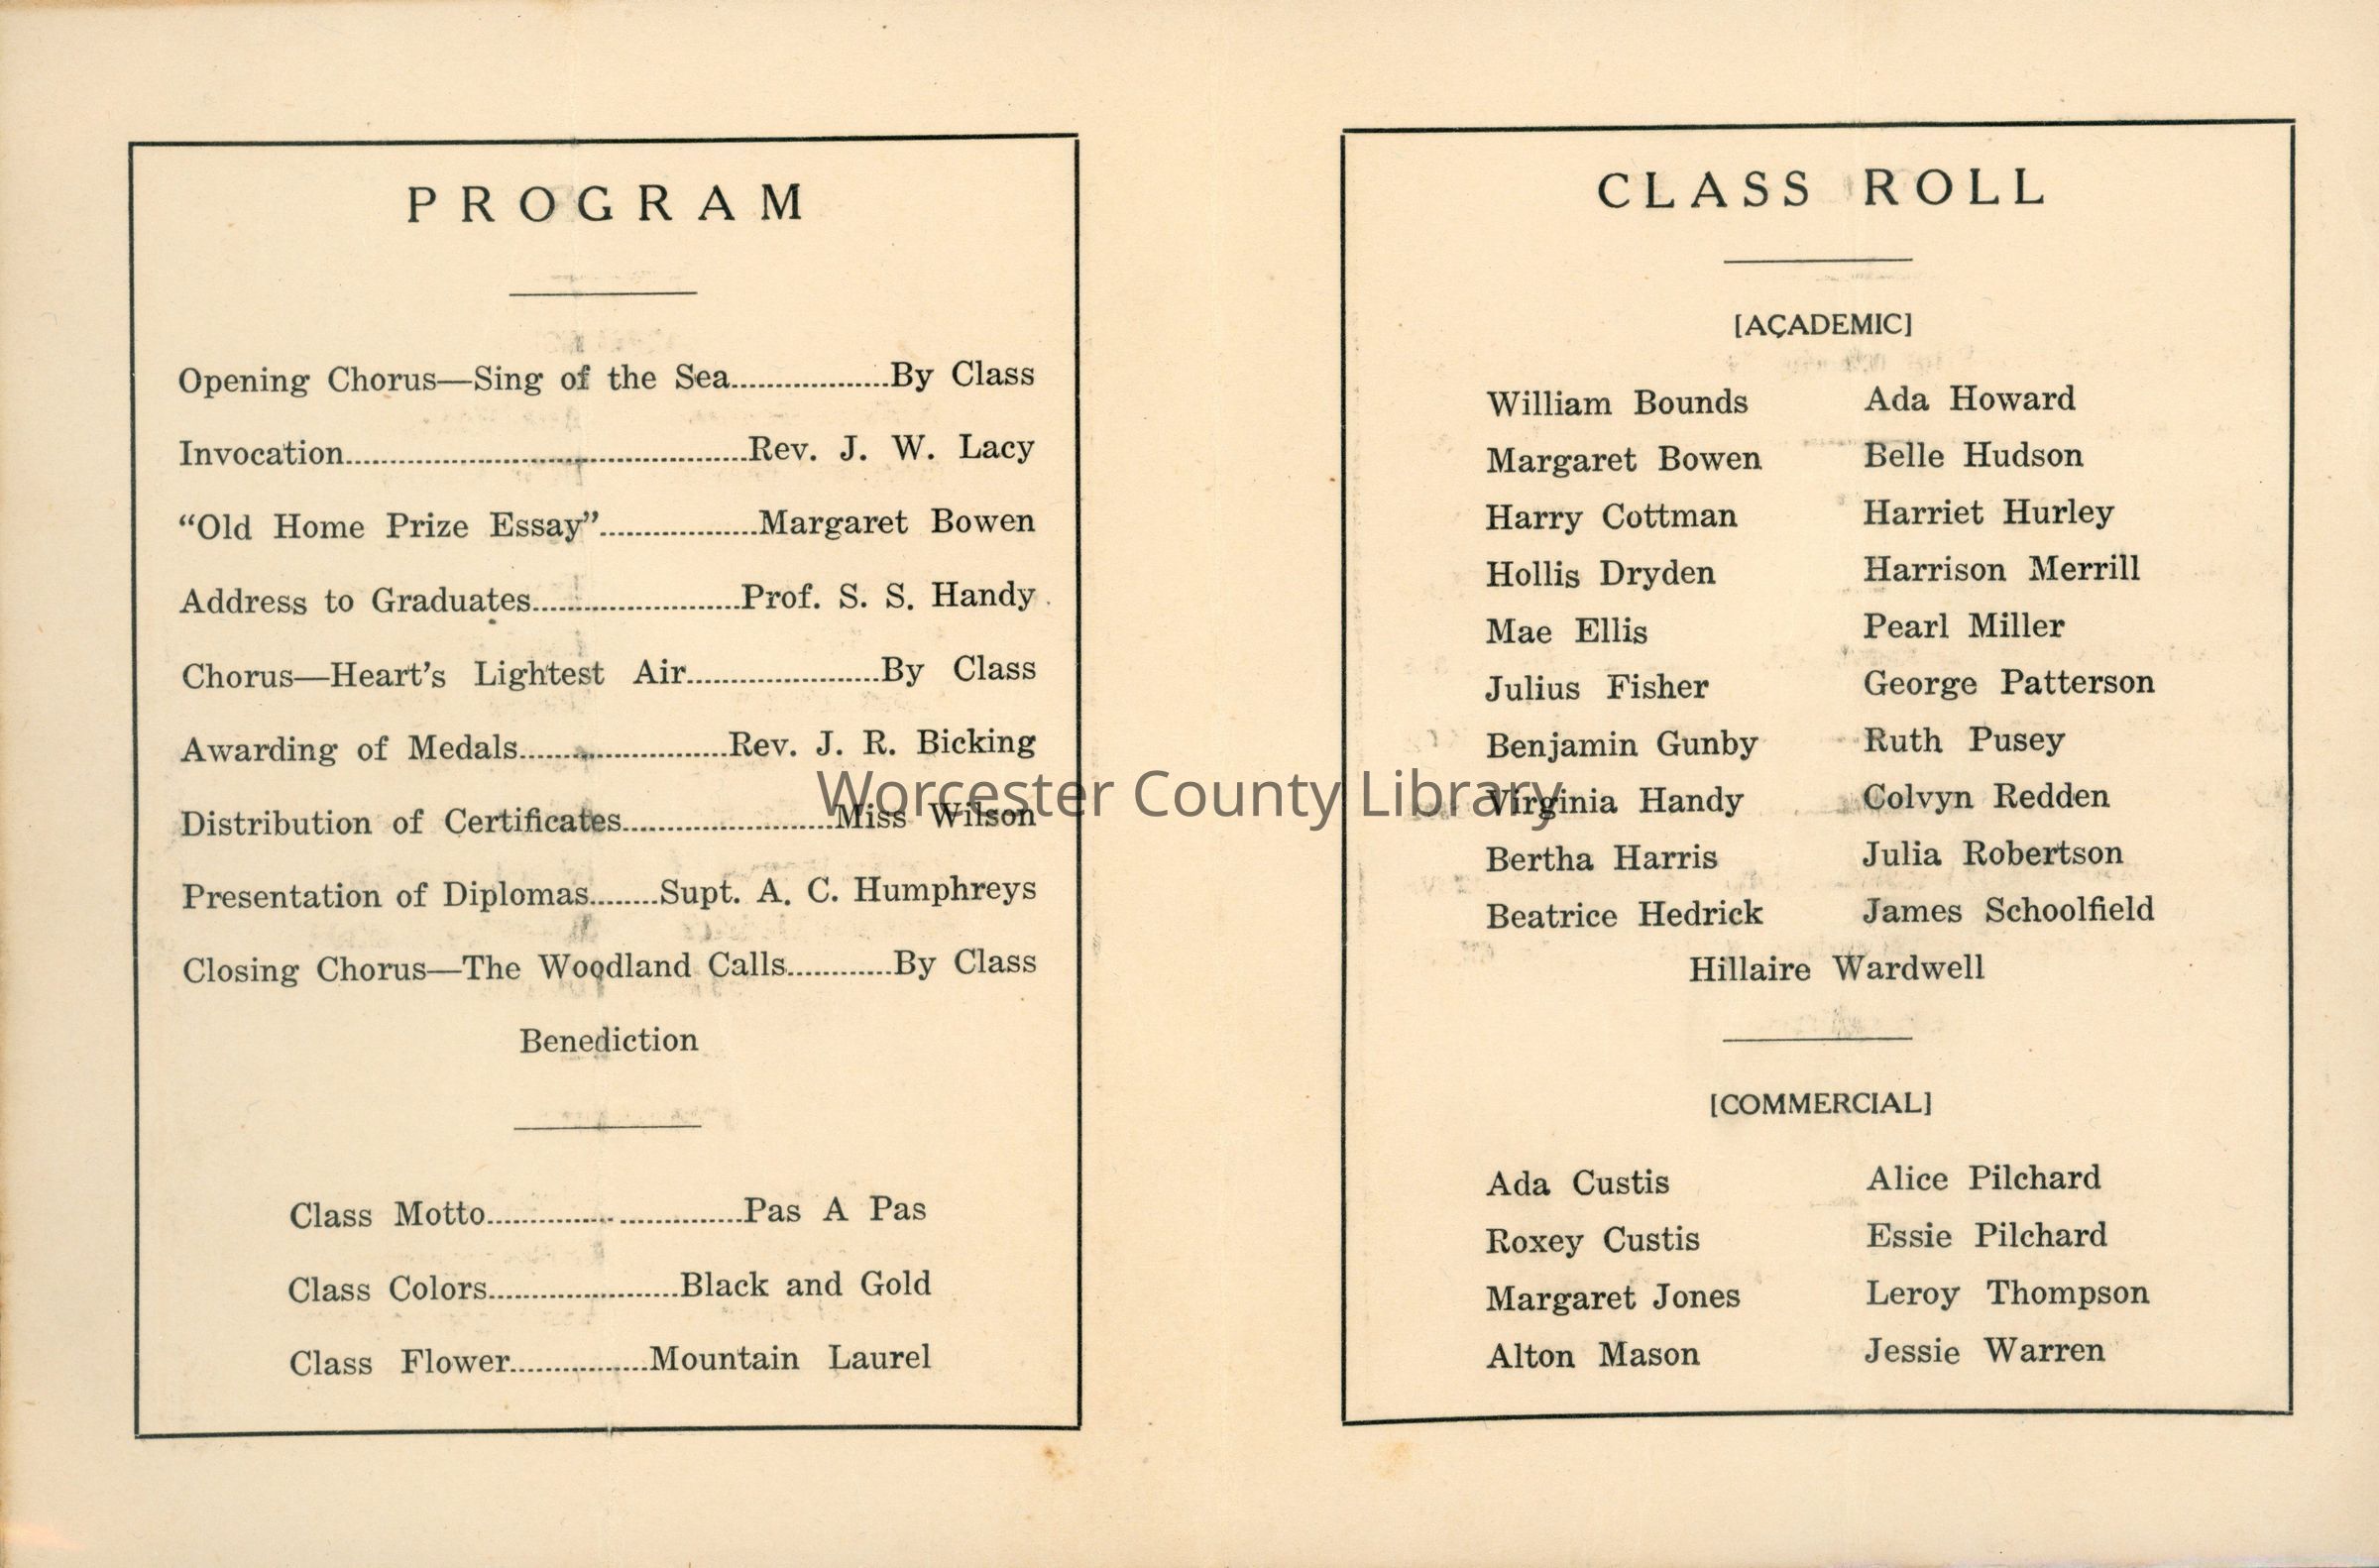 PROGRAM
Opening Chorus—Sing of the Sea..................By Class
Invocation..............................................Rev. J. W. Lacy
“Old Home Prize Essay”..................Margaret Bowen
Address to Graduates........................Prof. S. S. Handy
Chorus—Heart’s Lightest Air......................By Class
Awarding of Medals........................Rev. J. R. Bicking
Distribution of Certificates........................Miss Wilson
Presentation of Diplomas........Supt. A. C. Humphreys
Closing Chorus—The Woodland Calls............By Class
Benediction
Class Motto..............................Pas A Pas
Class Colors......................Black and Gold
Class Flower................Mountain Laurel
Worcester County Library
CLASS ROLL
[ACADEMIC]
William Bounds Ada Howard
Margaret Bowen Belle Hudson
Harry Cottman Harriet Hurley
Hollis Dryden Harrison Merrill
Mae Ellis Pearl Miller
Julius Fisher George Patterson
Benjamin Gunby Ruth Pusey
Virginia Handy Colvyn Redden
Bertha Harris Julia Robertson
Beatrice Hedrick James Schoolfield
Hillaire Wardwell
[COMMERCIAL]
Ada Custis Alice Pilchard
Roxey Custis Essie Pilchard
Margaret Jones Leroy Thompson
Alton Mason Jessie Warren